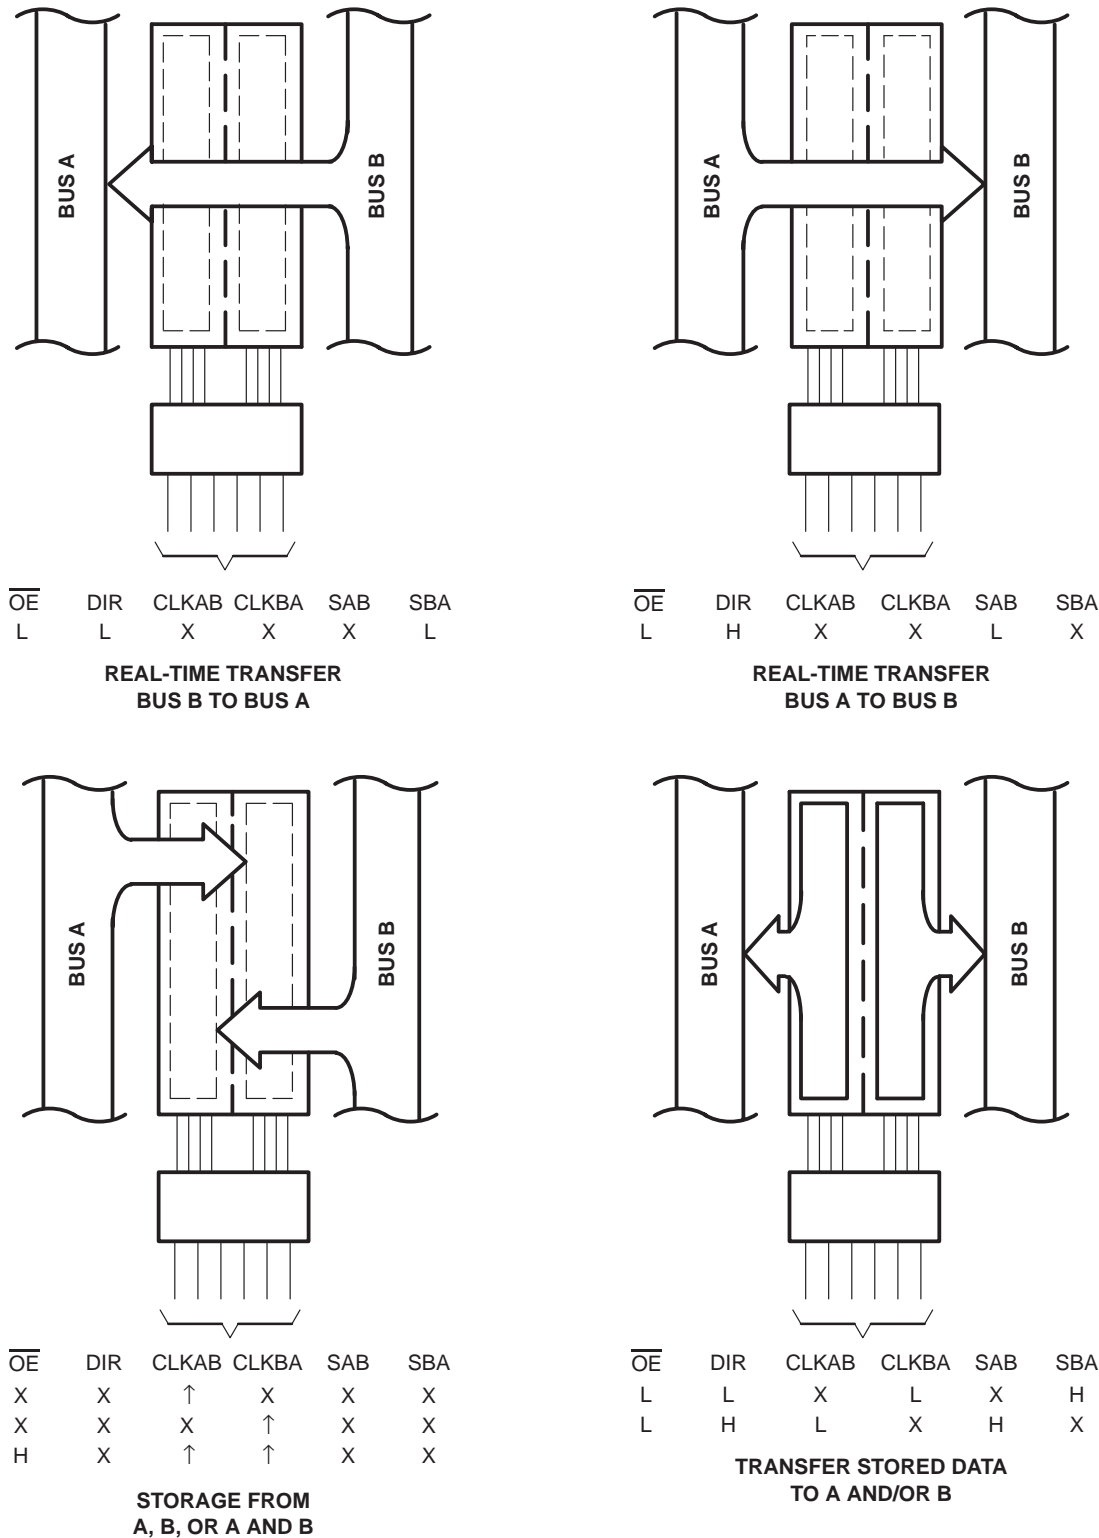 BUS A
BUS B
OE DIR CLKAB CLKBA SAB SBA
L L X X X L
REAL-TIME TRANSFER
BUS B TO BUS A
BUS A
BUS B
OE DIR CLKAB CLKBA SAB SBA
L H X X L X
REAL-TIME TRANSFER
BUS A TO BUS B
BUS A
BUS B
OE DIR CLKAB CLKBA SAB SBA
X X ↑ X X X
X X X ↑ X X
H X ↑ ↑ X X
STORAGE FROM
A, B, OR A AND B
BUS A
BUS B
OE DIR CLKAB CLKBA SAB SBA
L L X L X H
L H L X H X
TRANSFER STORED DATA
TO A AND/OR B